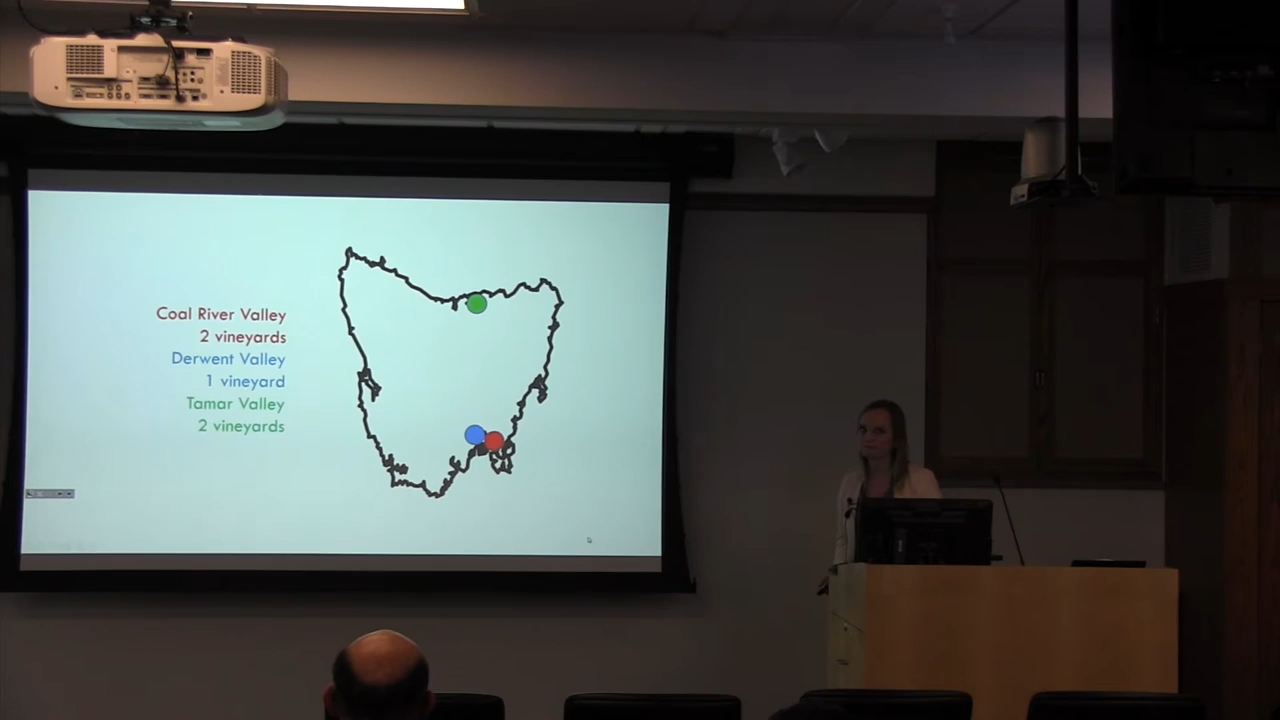 Coal River Valley
2 vineyards
Derwent Valley
1 vineyard
Tamar Valley
2 vineyards